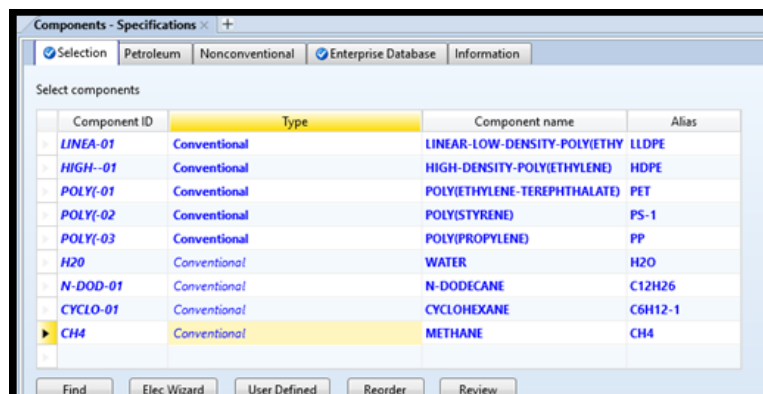 Components - Specifications × +
Selection Petroleum Nonconventional Enterprise Database Information
Select components
Component ID Type Component name Alias
LINEA-01 Conventional LINEAR-LOW-DENSITY-POLY(ETHY LLDPE
HIGH--01 Conventional HIGH-DENSITY-POLY(ETHYLENE) HDPE
POLY(-01 Conventional POLY(ETHYLENE-TEREPHTHALATE) PET
POLY(-02 Conventional POLY(STYRENE) PS-1
POLY(-03 Conventional POLY(PROPYLENE) PP
H2O Conventional WATER H2O
N-DOD-01 Conventional N-DODECANE C12H26
CYCLO-01 Conventional CYCLOHEXANE C6H12-1
CH4 Conventional METHANE CH4
Find Elec Wizard User Defined Reorder Review